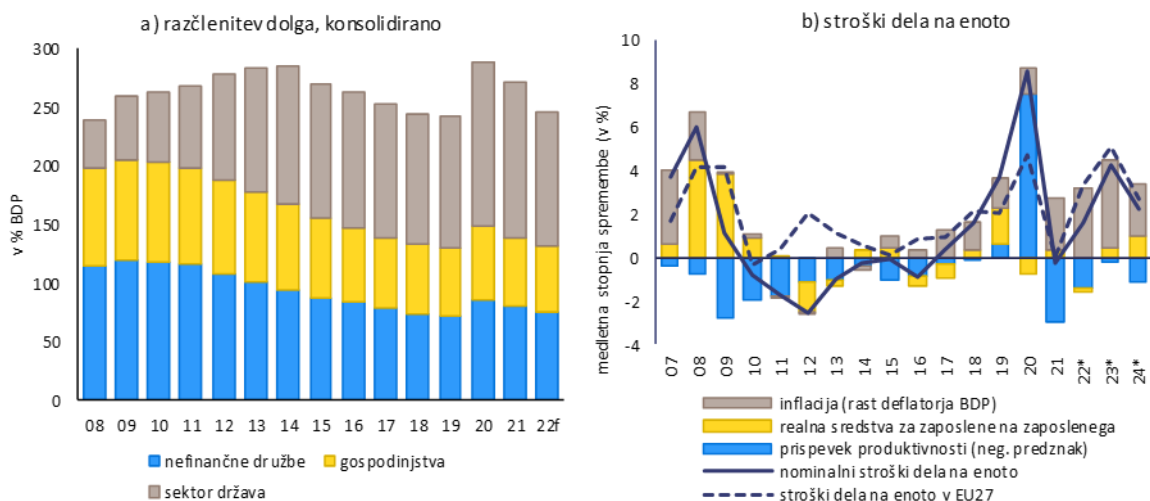 a) razčlenitev dolga, konsolidirano
v % BDP
300
250
200
150
100
50
0
08 09 10 11 12 13 14 15 16 17 18 19 20 21 22f
nefinančne družbe
gospodinjstva
sektor država
b) stroški dela na enoto
medletna stopnja spremembe (v %)
10
8
6
4
2
0
-2
-4
07 08 09 10 11 12 13 14 15 16 17 18 19 20 21 22* 23* 24*
inflacija (rast deflatorja BDP)
realna sredstva za zaposlene na zaposlenega
prispevek produktivnosti (neg. predznak)
nominalni stroški dela na enoto
stroški dela na enoto v EU27